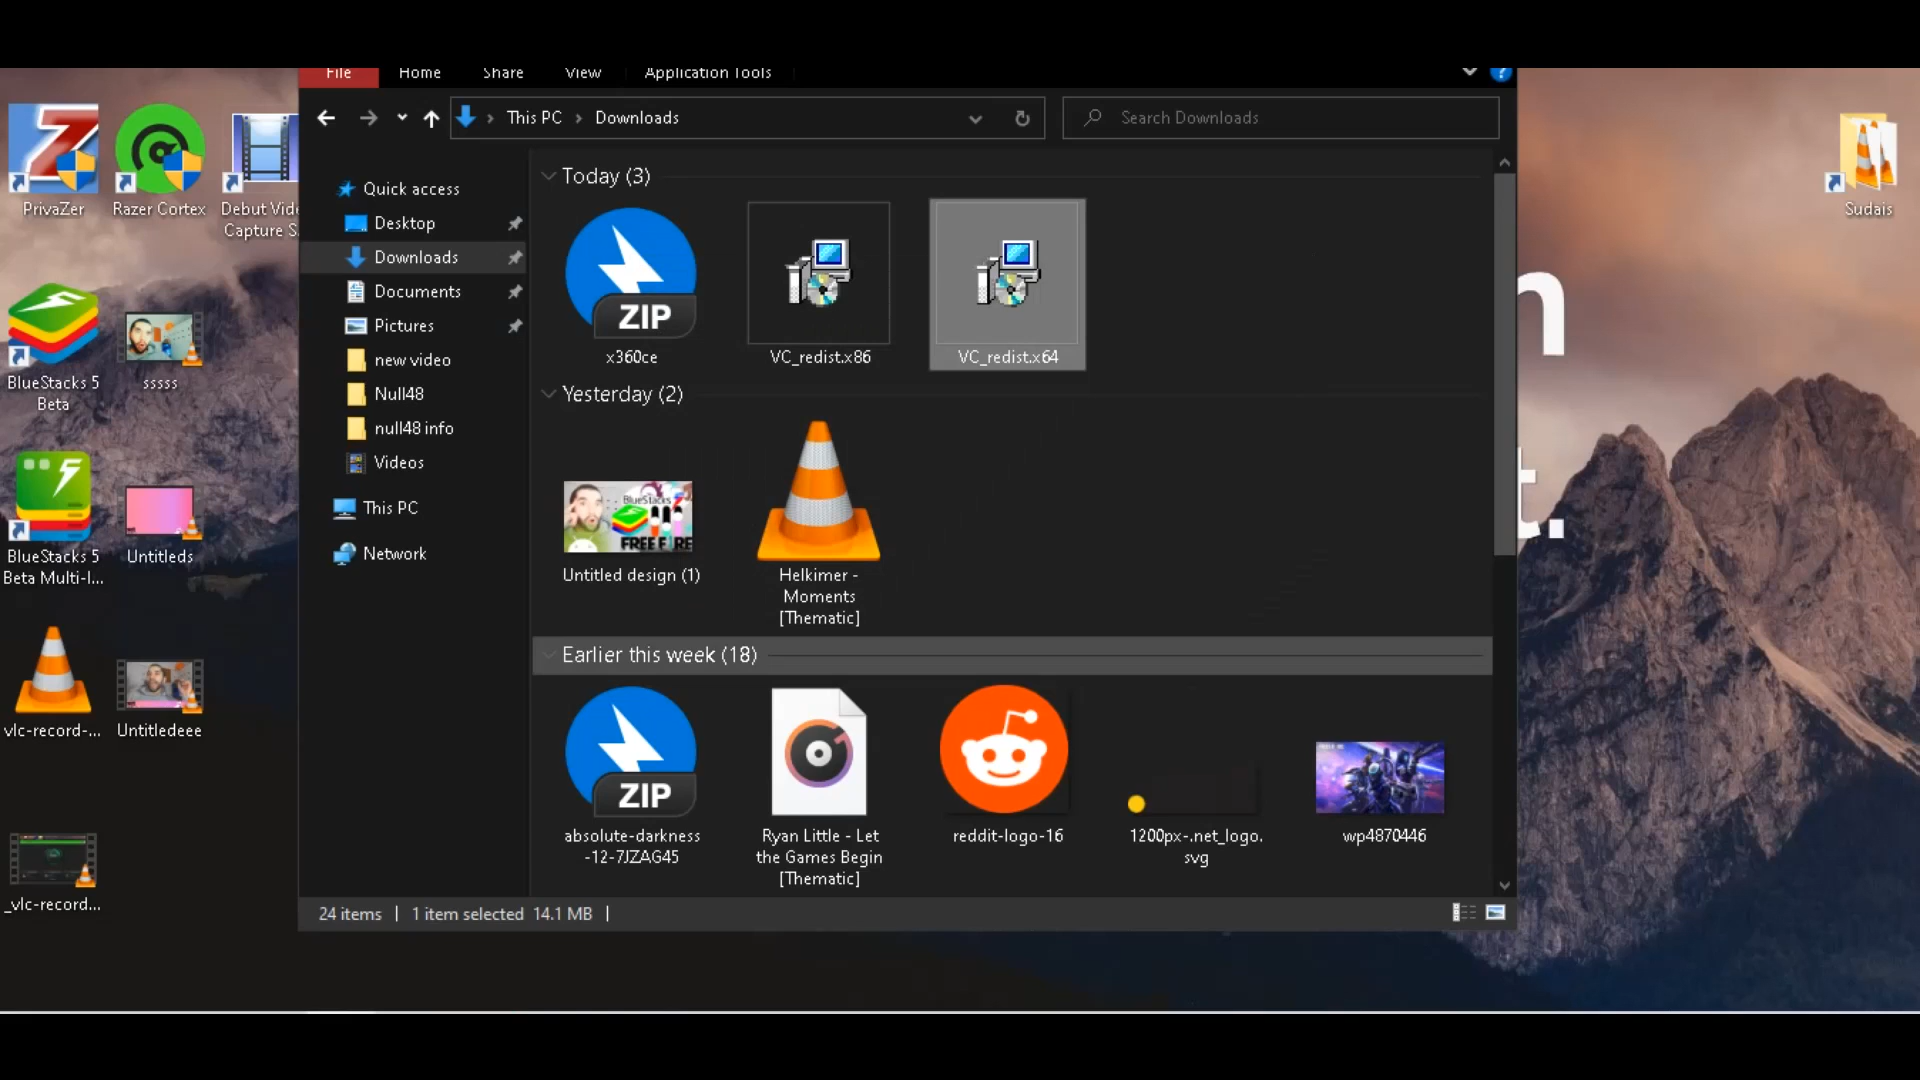 File
Home
Share
View
Application Tools
This PC
Downloads
Search Downloads
PrivaZer
Razer Cortex
Debut Vide
Capture S.
Sudais
BlueStacks 5
Beta
sssss
BlueStacks 5
Beta Multi-I...
Untitleds
vlc-record-...
Untitledeee
_vlc-record...
Quick access
Desktop
Downloads
Documents
Pictures
new video
Null48
null48 info
Videos
This PC
Network
Today (3)
ZIP
x360ce
VC_redist.x86
VC_redist.x64
Yesterday (2)
BlueStacks
FREE FIRE
Untitled design (1)
Helkimer -
Moments
[Thematic]
Earlier this week (18)
ZIP
absolute-darkness
-12-7JZAG45
Ryan Little - Let
the Games Begin
[Thematic]
reddit-logo-16
1200px-.net_logo.
svg
wp4870446
24 items
1 item selected 14.1 MB
n
t.